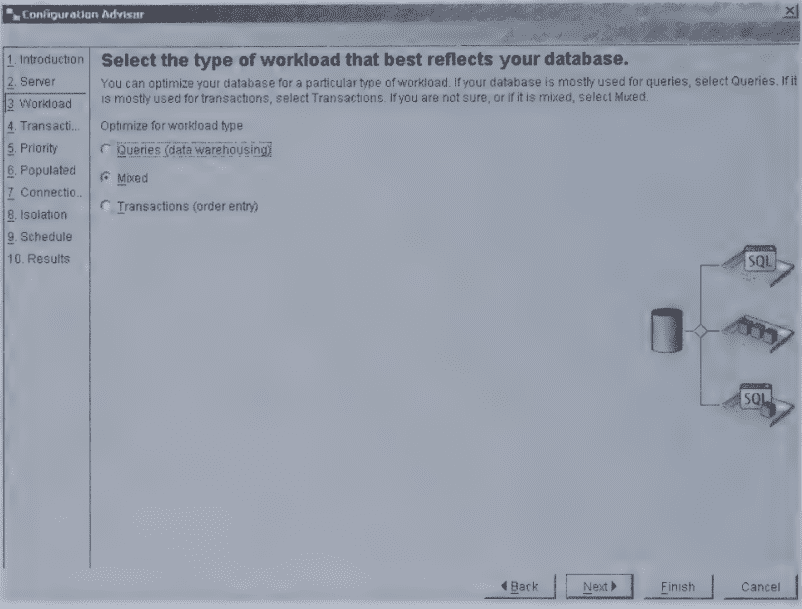 Configuration Advisor
1. Introduction
2. Server
3. Workload
4. Transacti...
5. Priority
6. Populated
7. Connectio...
8. Isolation
9. Schedule
10. Results
Select the type of workload that best reflects your database.
You can optimize your database for a particular type of workload. If your database is mostly used for queries, select Queries. If it
is mostly used for transactions, select Transactions. If you are not sure, or if it is mixed, select Mixed.
Optimize for workload type
Queries (data warehousing)
Mixed
Transactions (order entry)
SQL
SQL
Back Next Finish Cancel